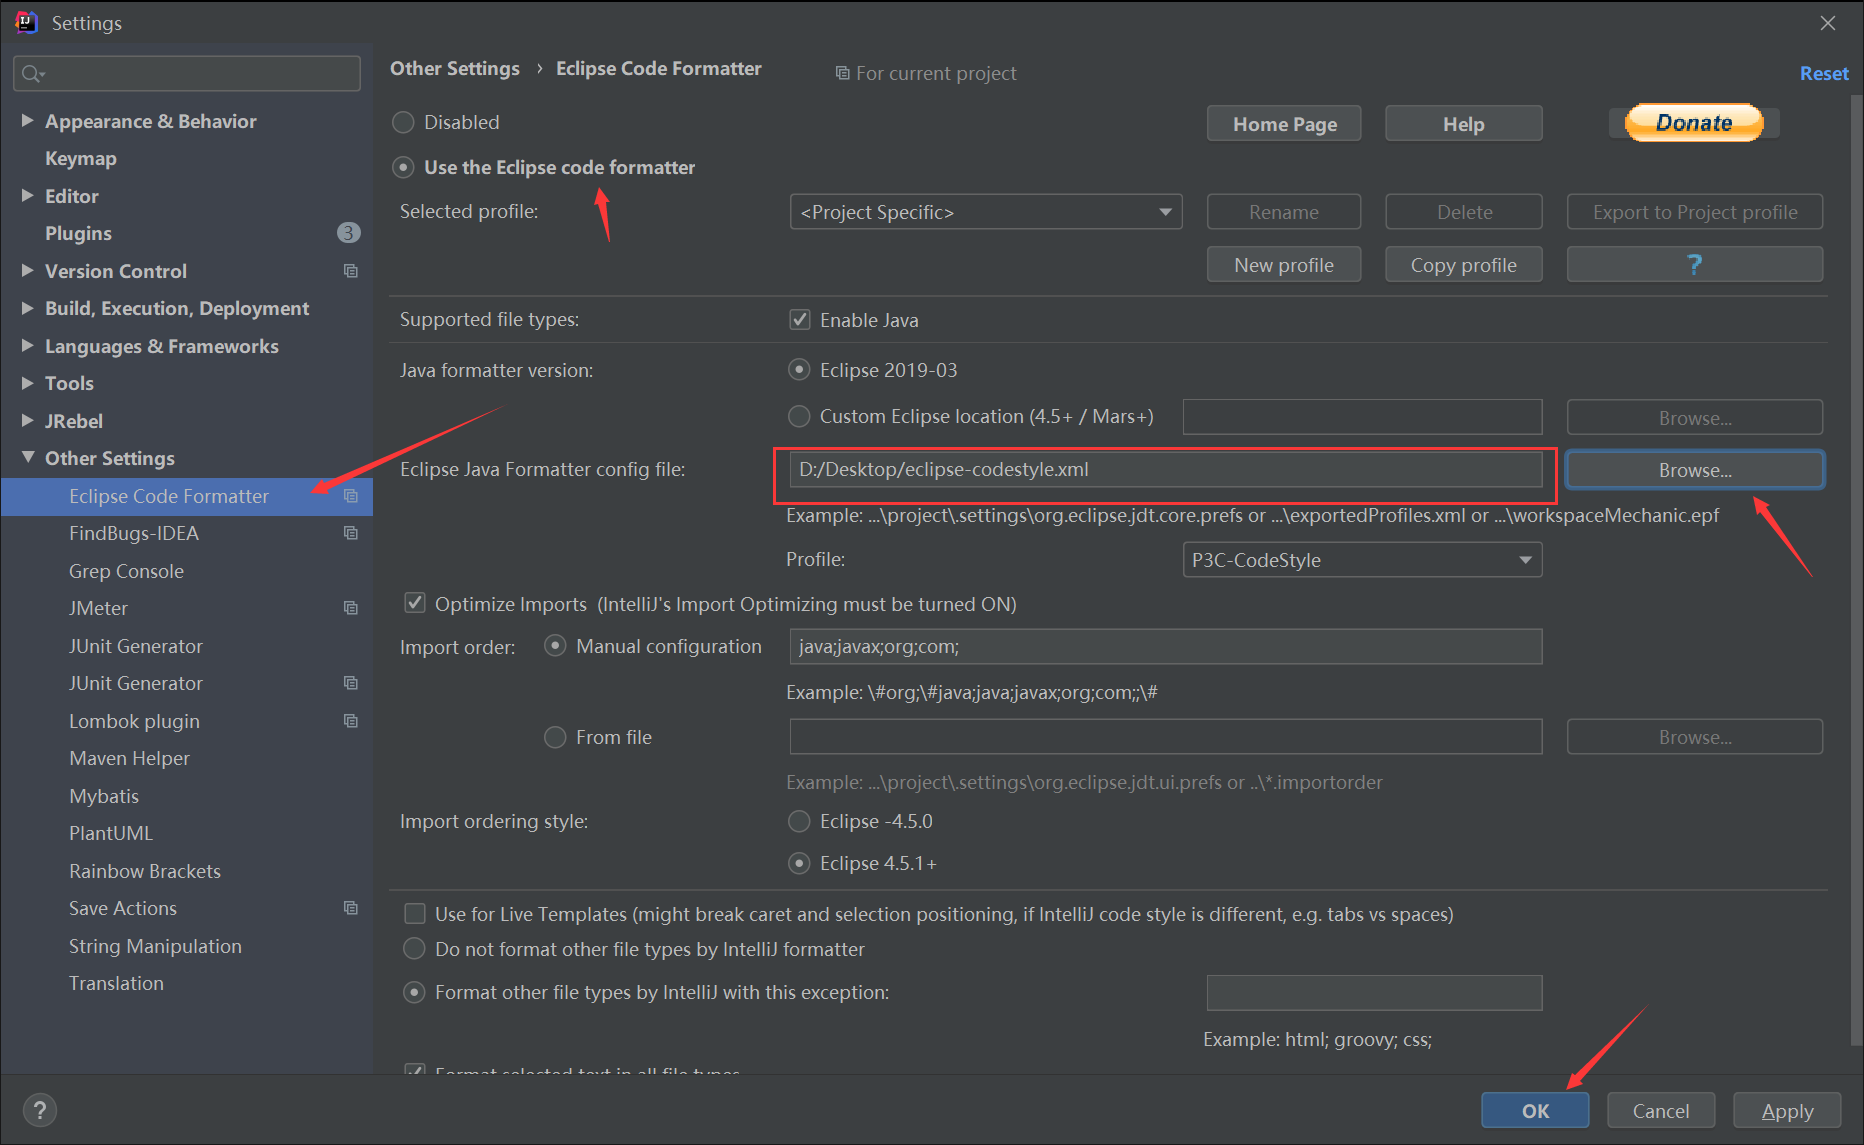 Settings
Other Settings › Eclipse Code Formatter
For current project
Reset
Appearance & Behavior
Keymap
Editor
Plugins
3
Version Control
Build, Execution, Deployment
Languages & Frameworks
Tools
JRebel
Other Settings
Eclipse Code Formatter
FindBugs-IDEA
Grep Console
JMeter
JUnit Generator
JUnit Generator
Lombok plugin
Maven Helper
Mybatis
PlantUML
Rainbow Brackets
Save Actions
String Manipulation
Translation
Disabled
Home Page
Help
Donate
Use the Eclipse code formatter
Selected profile:
<Project Specific>
Rename
Delete
Export to Project profile
New profile
Copy profile
?
Supported file types:
Enable Java
Java formatter version:
Eclipse 2019-03
Custom Eclipse location (4.5+ / Mars+)
Browse...
Eclipse Java Formatter config file:
D:/Desktop/eclipse-codestyle.xml
Browse...
Example: ...\project\.settings\org.eclipse.jdt.core.prefs or ...\exportedProfiles.xml or ...\workspaceMechanic.epf
Profile:
P3C-CodeStyle
Optimize Imports (IntelliJ's Import Optimizing must be turned ON)
Import order:
Manual configuration
java;javax;org;com;
Example: \#org;\#java;java;javax;org;com;;\#
From file
Browse...
Example: ...\project\.settings\org.eclipse.jdt.ui.prefs or ..\*.importorder
Import ordering style:
Eclipse -4.5.0
Eclipse 4.5.1+
Use for Live Templates (might break caret and selection positioning, if IntelliJ code style is different, e.g. tabs vs spaces)
Do not format other file types by IntelliJ formatter
Format other file types by IntelliJ with this exception:
Example: html; groovy; css;
Format selected text in all file types
?
OK
Cancel
Apply